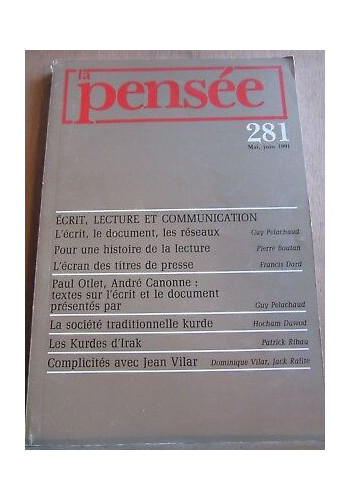 la
pensée
281
Mai, juin 1991
ÉCRIT, LECTURE ET COMMUNICATION
L'écrit, le document, les réseaux Guy Pelachaud
Pour une histoire de la lecture Pierre Boutan
L'écran des titres de presse Francis Dord
Paul Otlet, André Canonne :
textes sur l'écrit et le document
présentés par Guy Pelachaud
La société traditionnelle kurde Hocham Dawod
Les Kurdes d'Irak Patrick Ribau
Complicités avec Jean Vilar Dominique Vilar, Jack Ralite